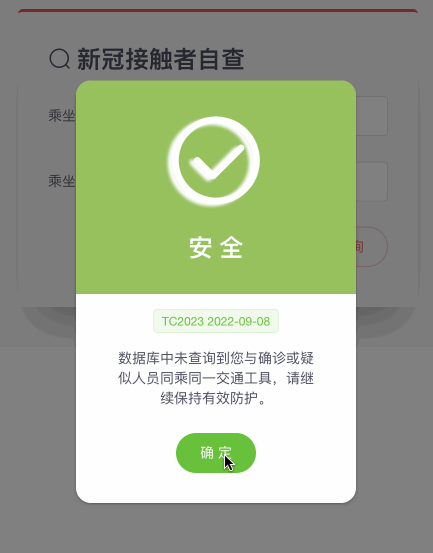 新冠接触者自查
乘坐
乘坐
询
安全
TC2023 2022-09-08
数据库中未查询到您与确诊或疑
似人员同乘同一交通工具，请继
续保持有效防护。
确定